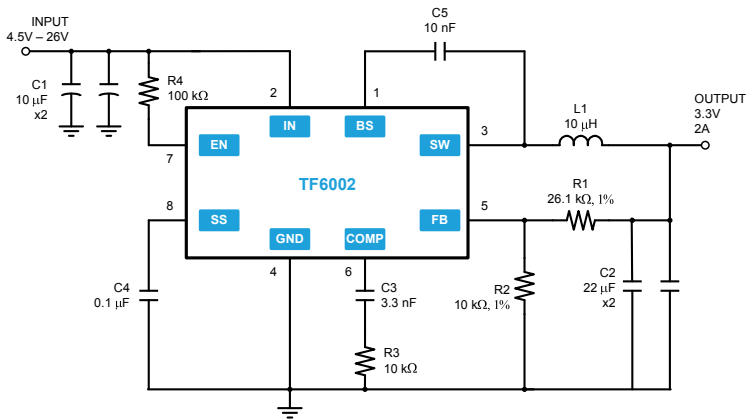 INPUT
4.5V – 26V
C1
10 µF
x2
R4
100 kΩ
C5
10 nF
2
1
IN
BS
EN
7
SW
3
L1
10 µH
OUTPUT
3.3V
2A
TF6002
R1
26.1 kΩ, 1%
8
SS
GND
COMP
FB
5
4
6
C4
0.1 µF
C3
3.3 nF
R2
10 kΩ, 1%
C2
22 µF
x2
R3
10 kΩ